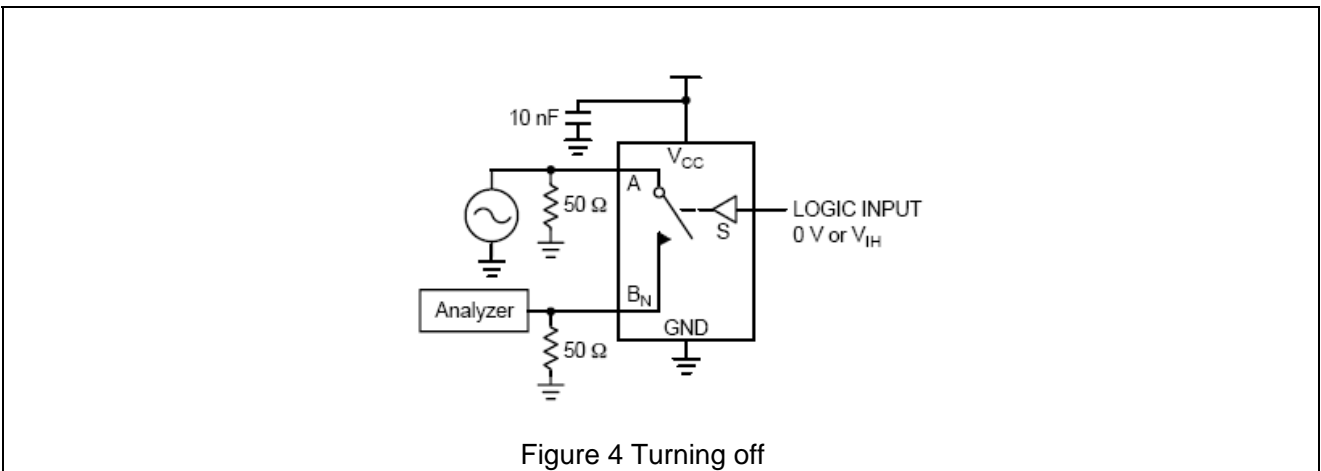 10 nF
V_CC
A
50 Ω
LOGIC INPUT
S
0 V or V_IH
B_N
Analyzer
GND
50 Ω
Figure 4 Turning off